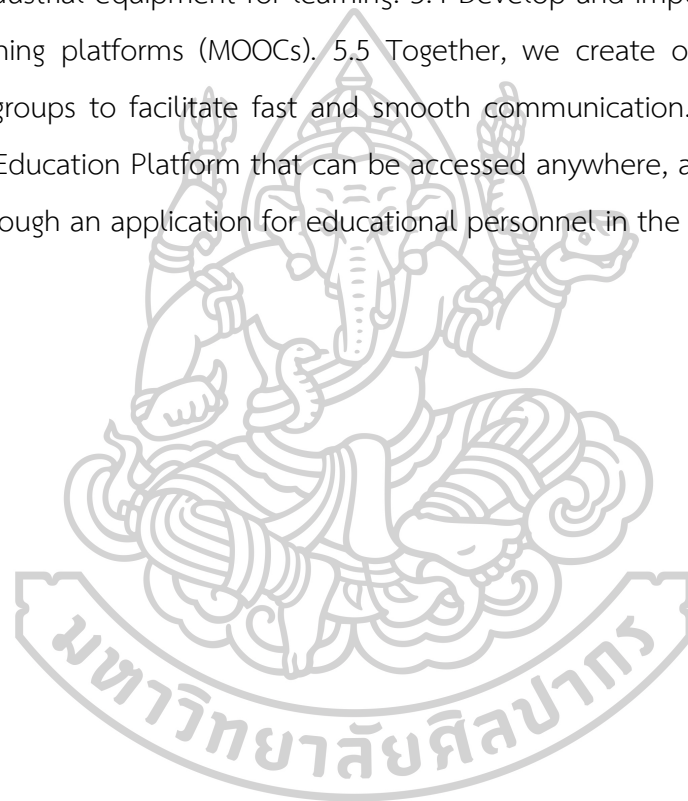 dustrial equipment for learning. 5.4 Develop and imp
ning platforms (MOOCs). 5.5 Together, we create o
groups to facilitate fast and smooth communication.
Education Platform that can be accessed anywhere, a
ough an application for educational personnel in the
มหาวิทยาลัยศิลปากร